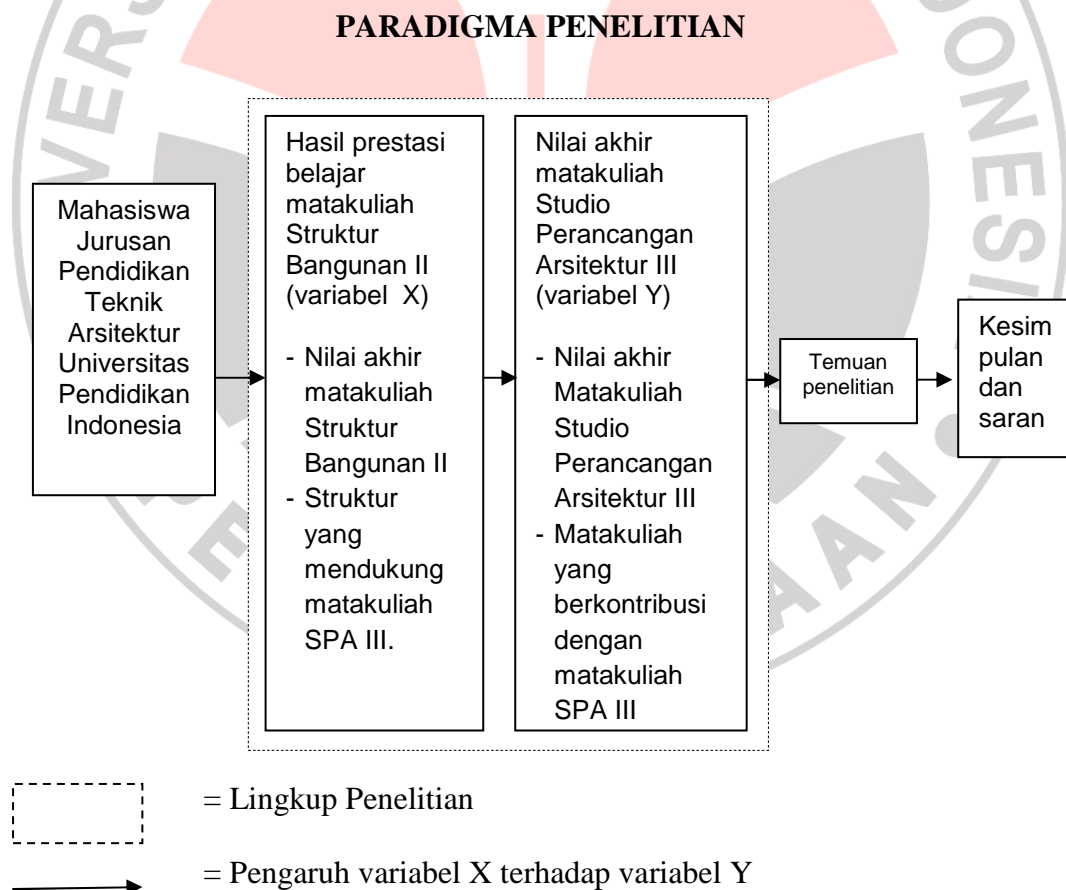 PARADIGMA PENELITIAN
Mahasiswa
Jurusan
Pendidikan
Teknik
Arsitektur
Universitas
Pendidikan
Indonesia
Hasil prestasi
belajar
matakuliah
Struktur
Bangunan II
(variabel X)
- Nilai akhir
matakuliah
Struktur
Bangunan II
- Struktur
yang
mendukung
matakuliah
SPA III.
Nilai akhir
matakuliah
Studio
Perancangan
Arsitektur III
(variabel Y)
- Nilai akhir
Matakuliah
Studio
Perancangan
Arsitektur III
- Matakuliah
yang
berkontribusi
dengan
matakuliah
SPA III
Temuan
penelitian
Kesim
pulan
dan
saran
= Lingkup Penelitian
= Pengaruh variabel X terhadap variabel Y